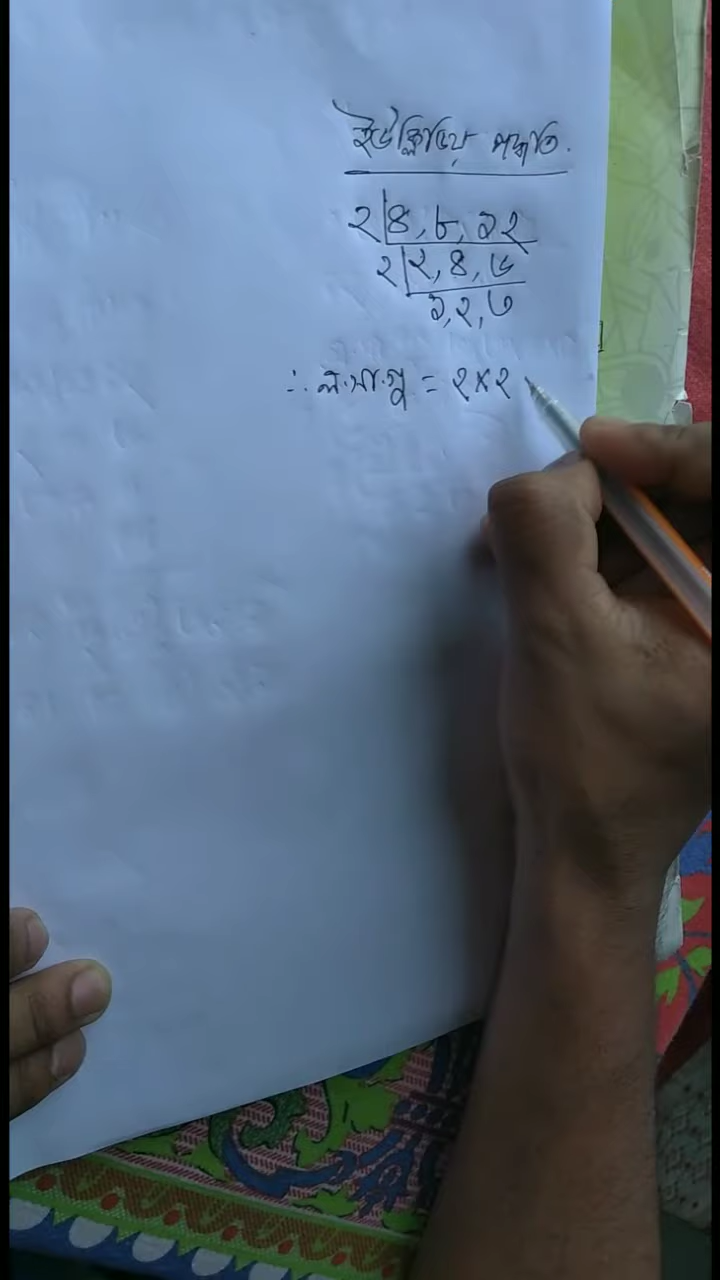 ইউক্লিডিয় পদ্ধতি.
২|৪, ৮, ১২
২|২, ৪, ৬
১, ২, ৩
∴ ল.সা.গু = ২×২